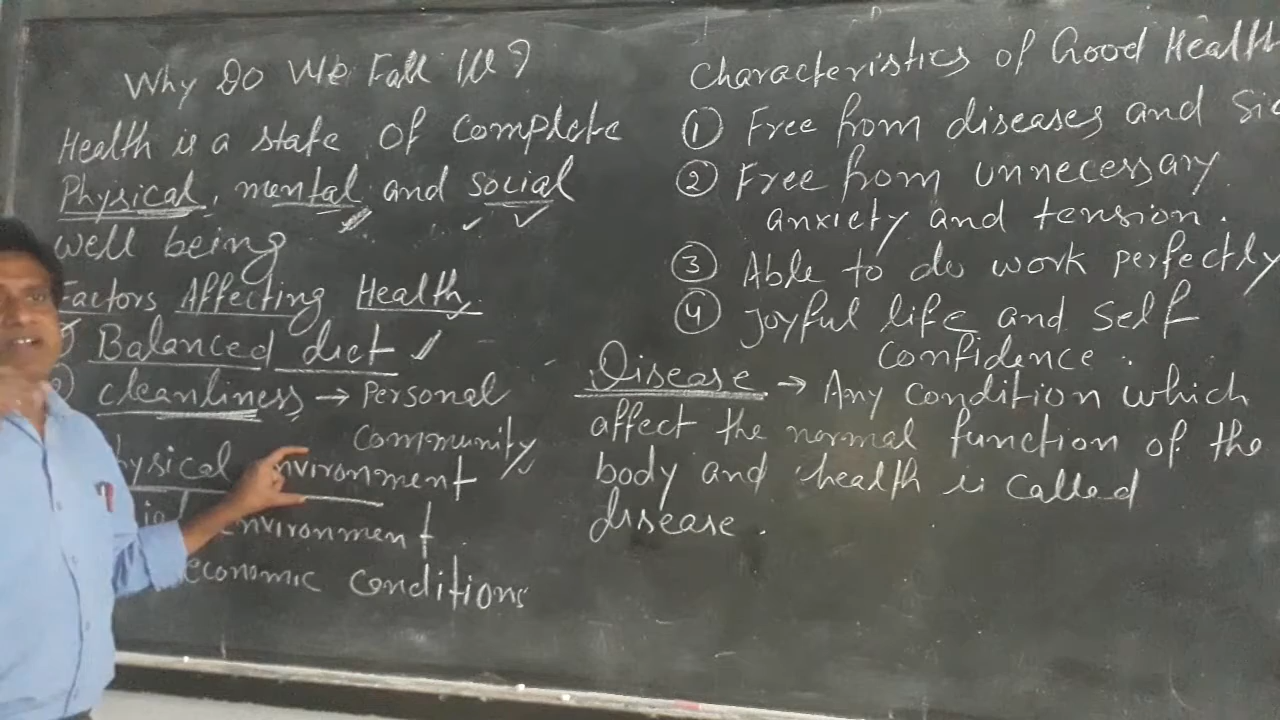 Why Do We Fall Ill?
Health is a state of complete
Physical, mental and social
well being
Factors Affecting Health
Balanced diet
cleanliness → Personal
Community
Physical environment
environment
economic conditions
Characteristics of Good Health
① Free from diseases and
② Free from unnecessary
anxiety and tension.
③ Able to do work perfectly
④ Joyful life and self
confidence.
Disease → Any condition which
affect the normal function of the
body and health is called
disease.